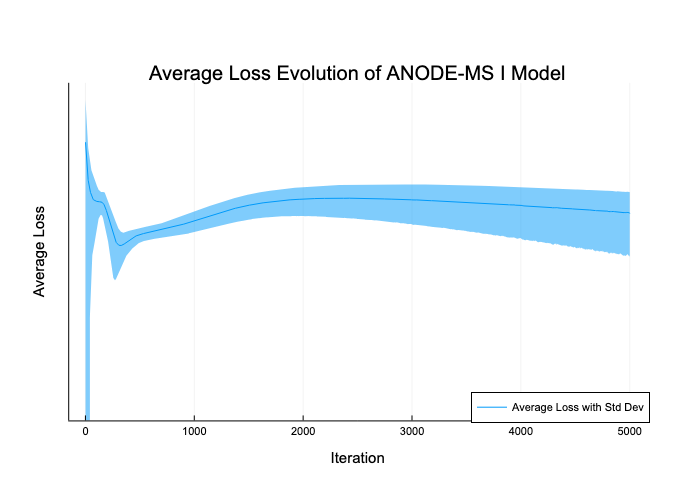 Average Loss Evolution of ANODE-MS I Model
Average Loss
Average Loss with Std Dev
0 1000 2000 3000 4000 5000
Iteration